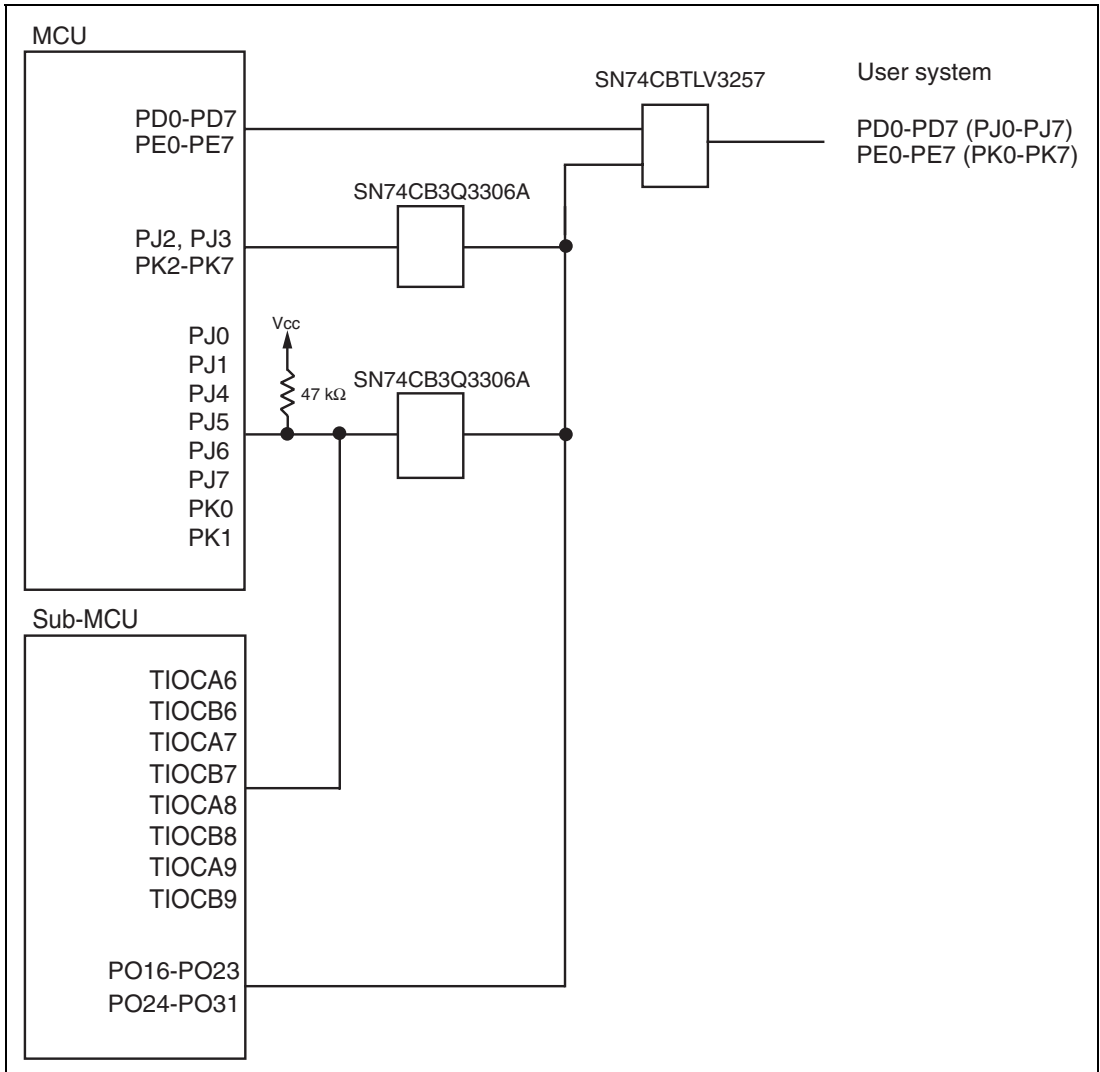 MCU
SN74CBTLV3257
User system
PD0-PD7
PE0-PE7
PD0-PD7 (PJ0-PJ7)
PE0-PE7 (PK0-PK7)
SN74CB3Q3306A
PJ2, PJ3
PK2-PK7
PJ0
PJ1
PJ4
PJ5
PJ6
PJ7
PK0
PK1
Vcc
47 kΩ
SN74CB3Q3306A
Sub-MCU
TIOCA6
TIOCB6
TIOCA7
TIOCB7
TIOCA8
TIOCB8
TIOCA9
TIOCB9
PO16-PO23
PO24-PO31